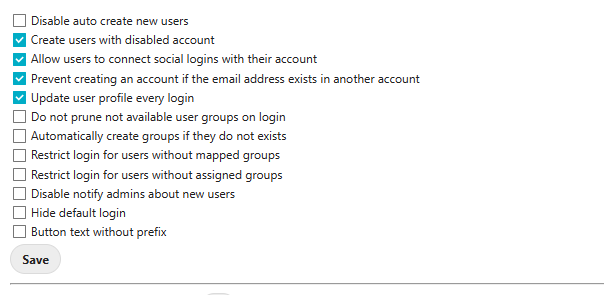 Disable auto create new users
Create users with disabled account
Allow users to connect social logins with their account
Prevent creating an account if the email address exists in another account
Update user profile every login
Do not prune not available user groups on login
Automatically create groups if they do not exists
Restrict login for users without mapped groups
Restrict login for users without assigned groups
Disable notify admins about new users
Hide default login
Button text without prefix
Save